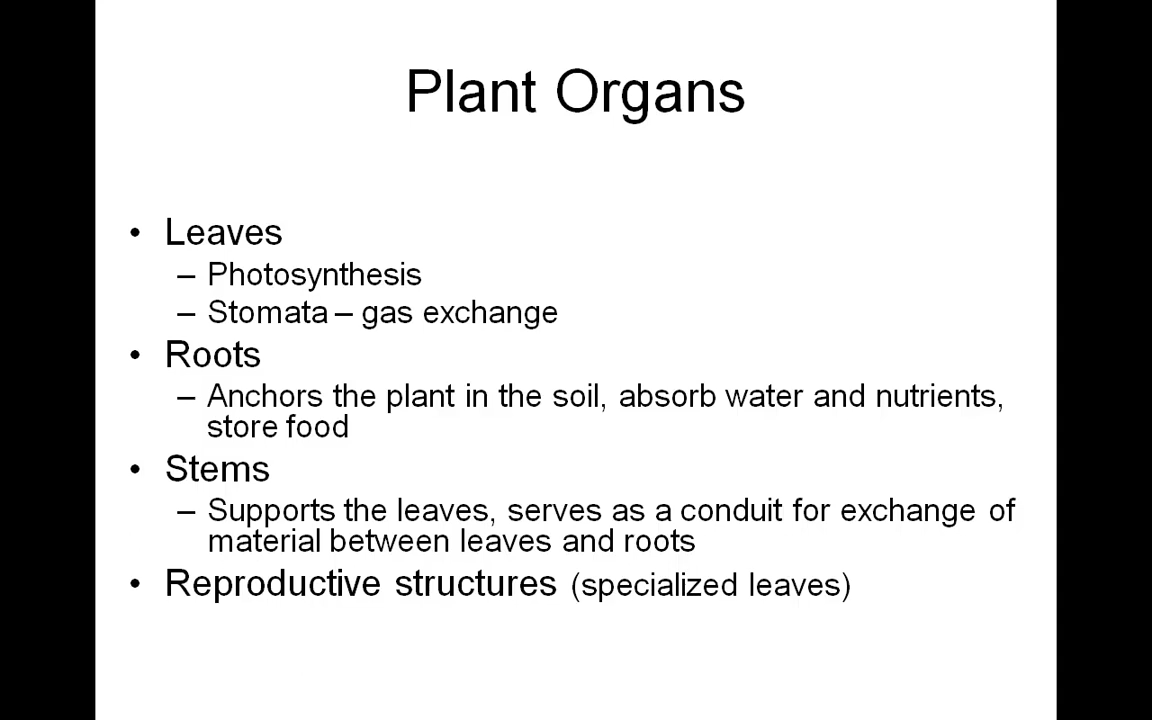 Plant Organs
• Leaves
– Photosynthesis
– Stomata – gas exchange
• Roots
– Anchors the plant in the soil, absorb water and nutrients,
store food
• Stems
– Supports the leaves, serves as a conduit for exchange of
material between leaves and roots
• Reproductive structures (specialized leaves)